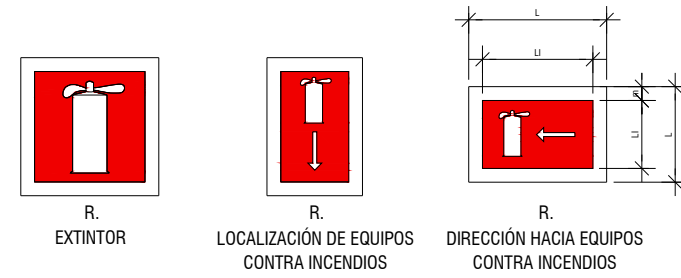 L
LI
m
LI
L
R.
EXTINTOR
R.
LOCALIZACIÓN DE EQUIPOS
CONTRA INCENDIOS
R.
DIRECCIÓN HACIA EQUIPOS
CONTRA INCENDIOS